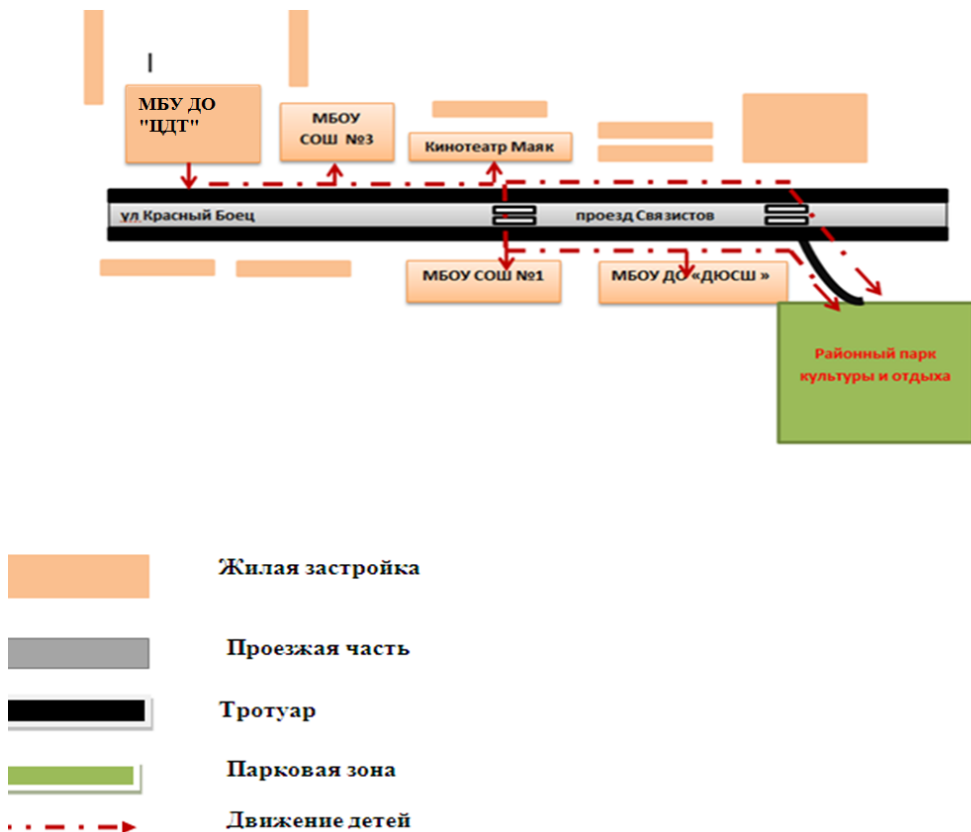 МБУ ДО
"ЦДТ"
МБОУ
СОШ №3
Кинотеатр Маяк
ул Красный Боец
проезд Связистов
МБОУ СОШ №1
МБОУ ДО «ДЮСШ »
Районный парк
культуры и отдыха
Жилая застройка
Проезжая часть
Тротуар
Парковая зона
Движение детей